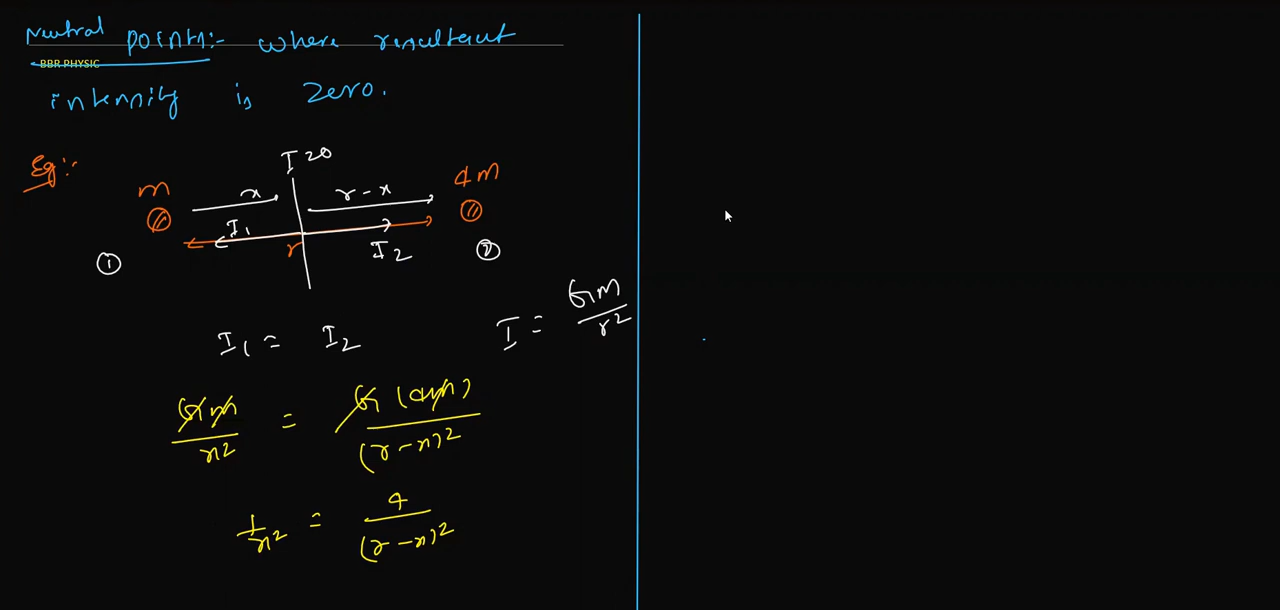 Neutral points:- where resultant
BBR PHYSIC
intensity is zero.
Eg:-
I=0
m x r-x 4m
I1 r I2
① ②
I1 = I2 I = GM/r²
Gm/x² = G(4m)/(r-x)²
1/x² = 4/(r-x)²